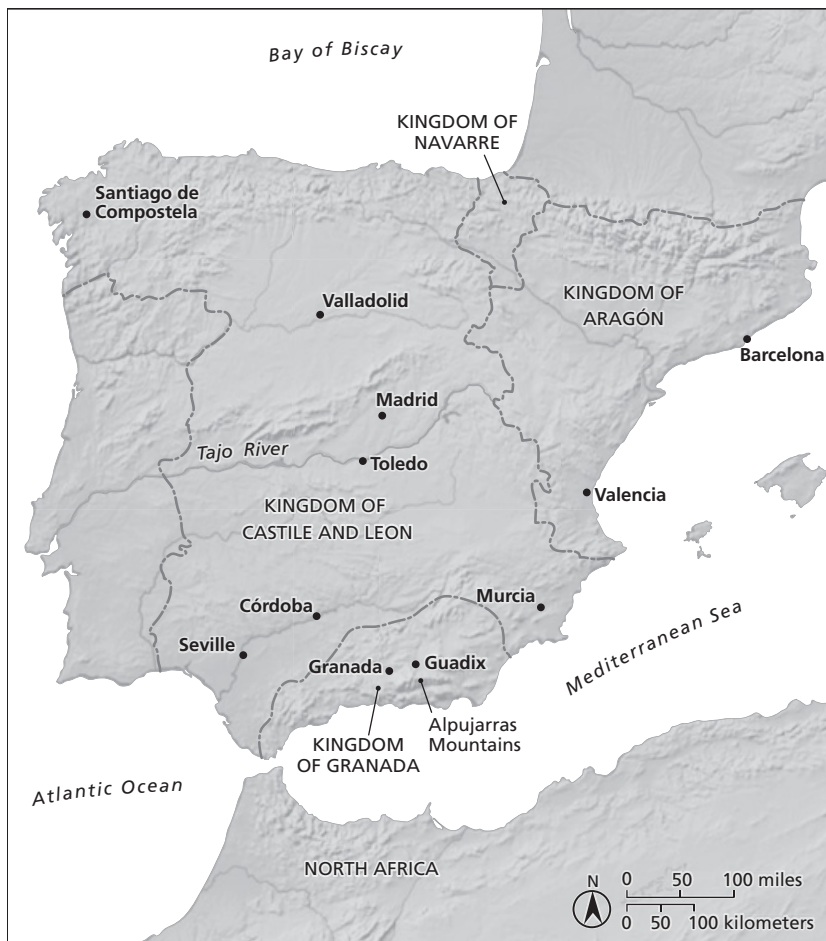 Bay of Biscay
KINGDOM OF
NAVARRE
Santiago de
Compostela
Valladolid
KINGDOM OF
ARAGÓN
Barcelona
Madrid
Tajo River
Toledo
Valencia
KINGDOM OF
CASTILE AND LEON
Murcia
Córdoba
Seville
Granada
Guadix
Mediterranean Sea
Alpujarras
Mountains
KINGDOM
OF GRANADA
Atlantic Ocean
NORTH AFRICA
N
0 50 100 miles
0 50 100 kilometers